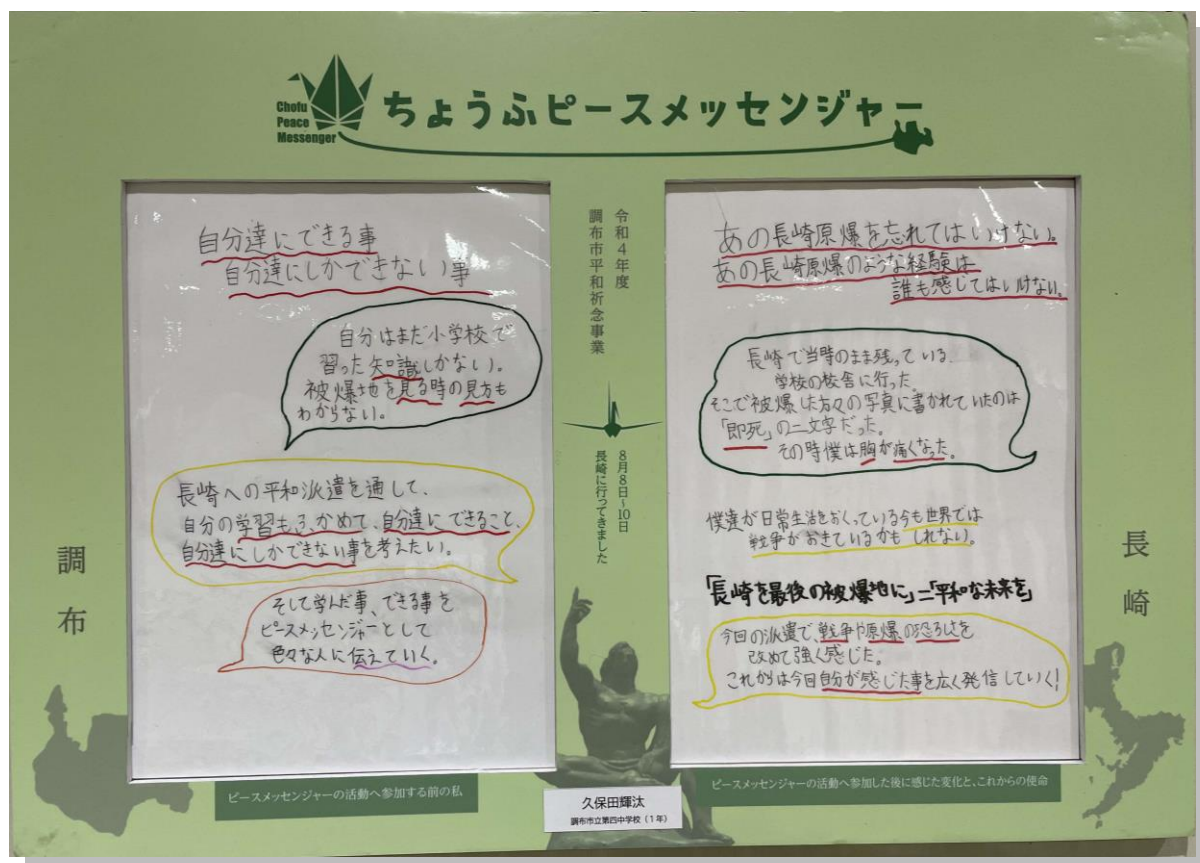 Chofu
Peace
Messenger
ちょうふピースメッセンジャー
自分達にできる事
自分達にしかできない事
自分はまだ小学校で
習った知識しかない。
被爆地を見る時の見方も
わからない。
長崎への平和派遣を通して、
自分の学習もふかめて、自分達にできること、
自分達にしかできない事を考えたい。
そして学んだ事、できる事を
ピースメッセンジャーとして
色々な人に伝えていく。
調布
ピースメッセンジャーの活動へ参加する前の私
令和4年度
調布市平和祈念事業
8月8日~10日
長崎に行ってきました
あの長崎原爆を忘れてはいけない。
あの長崎原爆のような経験は
誰も感じてはいけない。
長崎で当時のまま残っている、
学校の校舎に行った。
そこで被爆した方々の写真に書かれていたのは
「即死」の二文字だった。
その時僕は胸が痛くなった。
僕達が日常生活をおくっている今も世界では
戦争がおきているかもしれない。
「長崎を最後の被爆地に」=「平和な未来を」
今回の派遣で、戦争や原爆の恐ろしさを
改めて強く感じた。
これからは今日自分が感じた事を広く発信していく!
長崎
ピースメッセンジャーの活動へ参加した後に感じた変化と、これからの使命
久保田輝汰
調布市立第四中学校(1年)